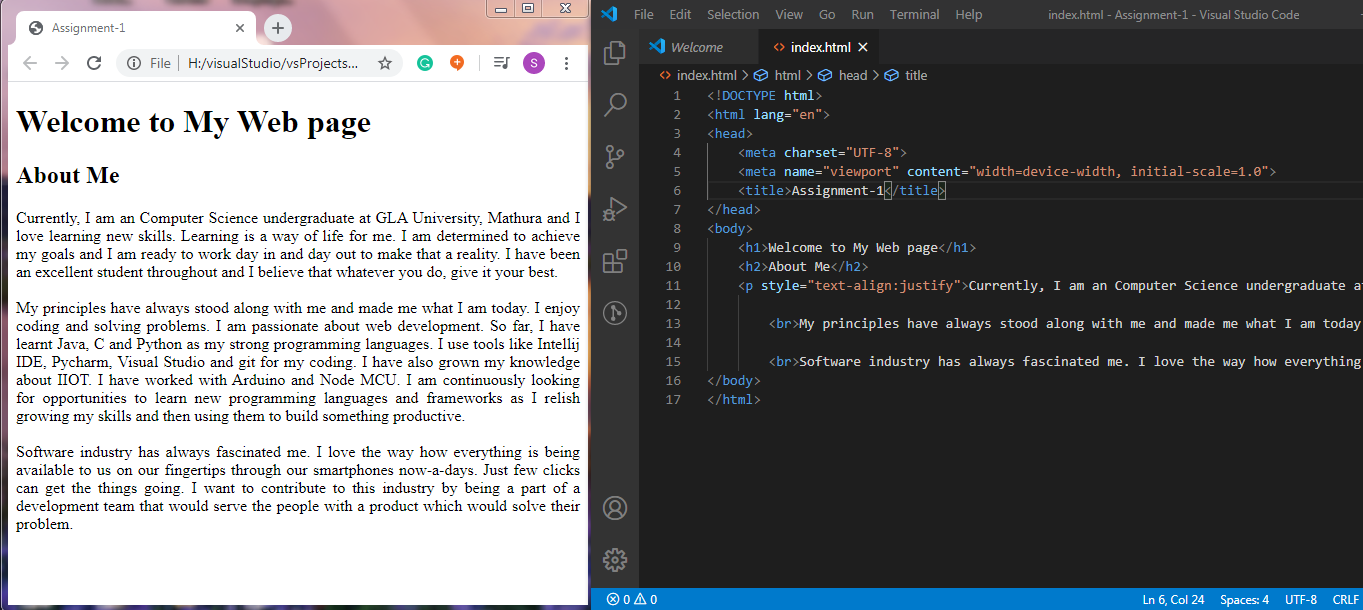 Assignment-1
File
H:/visualStudio/vsProjects...
S
Welcome to My Web page
About Me
Currently, I am an Computer Science undergraduate at GLA University, Mathura and I
love learning new skills. Learning is a way of life for me. I am determined to achieve
my goals and I am ready to work day in and day out to make that a reality. I have been
an excellent student throughout and I believe that whatever you do, give it your best.
My principles have always stood along with me and made me what I am today. I enjoy
coding and solving problems. I am passionate about web development. So far, I have
learnt Java, C and Python as my strong programming languages. I use tools like Intellij
IDE, Pycharm, Visual Studio and git for my coding. I have also grown my knowledge
about IIOT. I have worked with Arduino and Node MCU. I am continuously looking
for opportunities to learn new programming languages and frameworks as I relish
growing my skills and then using them to build something productive.
Software industry has always fascinated me. I love the way how everything is being
available to us on our fingertips through our smartphones now-a-days. Just few clicks
can get the things going. I want to contribute to this industry by being a part of a
development team that would serve the people with a product which would solve their
problem.
File Edit Selection View Go Run Terminal Help index.html - Assignment-1 - Visual Studio Code
Welcome index.html
index.html > html > head > title
1 <!DOCTYPE html>
2 <html lang="en">
3 <head>
4 <meta charset="UTF-8">
5 <meta name="viewport" content="width=device-width, initial-scale=1.0">
6 <title>Assignment-1</title>
7 </head>
8 <body>
9 <h1>Welcome to My Web page</h1>
10 <h2>About Me</h2>
11 <p style="text-align:justify">Currently, I am an Computer Science undergraduate at
12
13 <br>My principles have always stood along with me and made me what I am today
14
15 <br>Software industry has always fascinated me. I love the way how everything
16 </body>
17 </html>
0 0
Ln 6, Col 24 Spaces: 4 UTF-8 CRLF